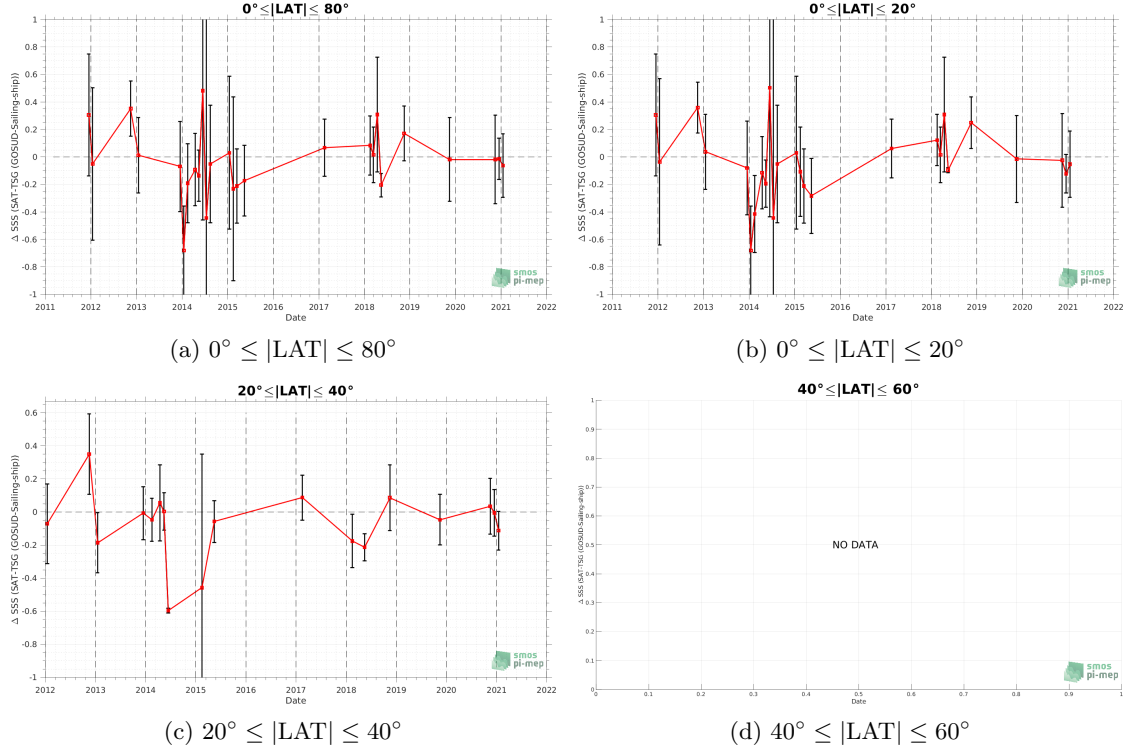 0°≤|LAT|≤ 80°
Δ SSS (SAT-TSG (GOSUD-Sailing-ship))
1
0.8
0.6
0.4
0.2
0
-0.2
-0.4
-0.6
-0.8
-1
2011 2012 2013 2014 2015 2016 2017 2018 2019 2020 2021 2022
Date
smos
pi-mep
(a) 0° ≤ |LAT| ≤ 80°
0°≤|LAT|≤ 20°
Δ SSS (SAT-TSG (GOSUD-Sailing-ship))
1
0.8
0.6
0.4
0.2
0
-0.2
-0.4
-0.6
-0.8
-1
2011 2012 2013 2014 2015 2016 2017 2018 2019 2020 2021 2022
Date
smos
pi-mep
(b) 0° ≤ |LAT| ≤ 20°
20°≤|LAT|≤ 40°
Δ SSS (SAT-TSG (GOSUD-Sailing-ship))
0.6
0.4
0.2
0
-0.2
-0.4
-0.6
-0.8
-1
2012 2013 2014 2015 2016 2017 2018 2019 2020 2021 2022
Date
smos
pi-mep
(c) 20° ≤ |LAT| ≤ 40°
40°≤|LAT|≤ 60°
Δ SSS (SAT-TSG (GOSUD-Sailing-ship))
1
0.9
0.8
0.7
0.6
0.5
0.4
0.3
0.2
0.1
0
NO DATA
0 0.1 0.2 0.3 0.4 0.5 0.6 0.7 0.8 0.9 1
Date
smos
pi-mep
(d) 40° ≤ |LAT| ≤ 60°